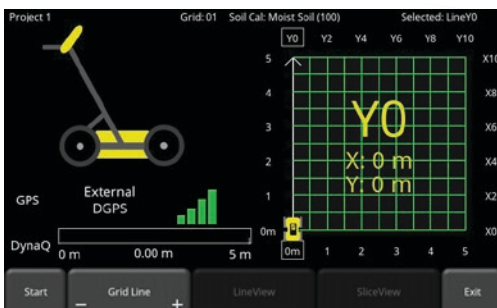 Project 1 Grid: 01 Soil Cal: Moist Soil (100) Selected: LineY0
Y0 Y2 Y4 Y6 Y8 Y10
5 X10
4 X8
3 X6
2 X4
1 X2
0m X0
Y0
X: 0 m
Y: 0 m
0m 1 2 3 4 5
GPS External
DGPS
DynaQ
0 m 0.00 m 5 m
Start − Grid Line + LineView SliceView Exit